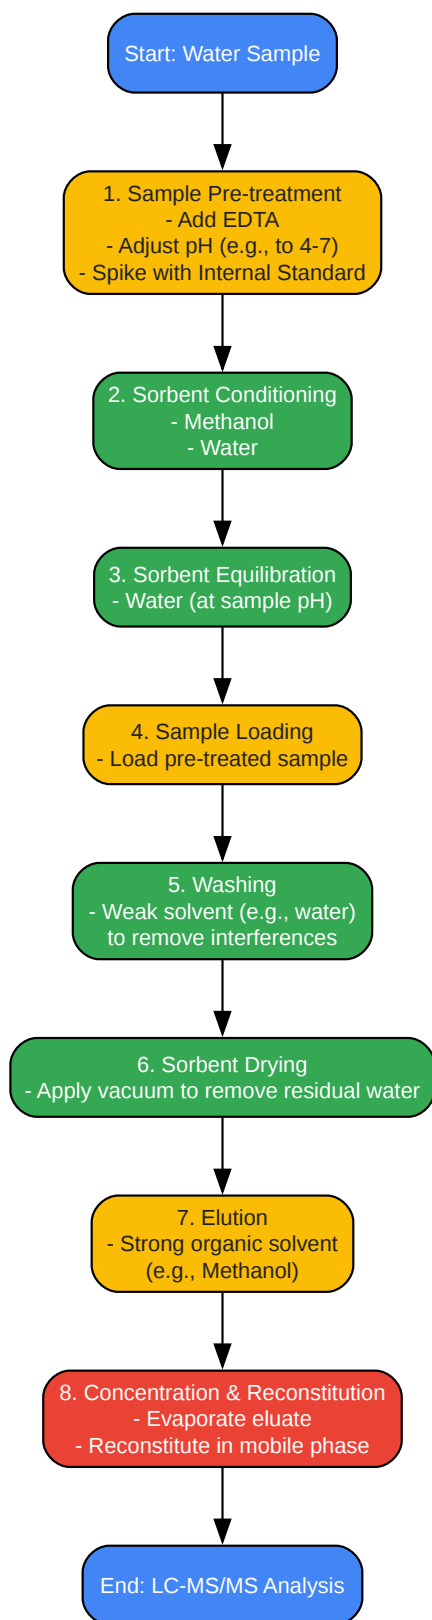 Start: Water Sample
1. Sample Pre-treatment
- Add EDTA
- Adjust pH (e.g., to 4-7)
- Spike with Internal Standard
2. Sorbent Conditioning
- Methanol
- Water
3. Sorbent Equilibration
- Water (at sample pH)
4. Sample Loading
- Load pre-treated sample
5. Washing
- Weak solvent (e.g., water)
to remove interferences
6. Sorbent Drying
- Apply vacuum to remove residual water
7. Elution
- Strong organic solvent
(e.g., Methanol)
8. Concentration & Reconstitution
- Evaporate eluate
- Reconstitute in mobile phase
End: LC-MS/MS Analysis